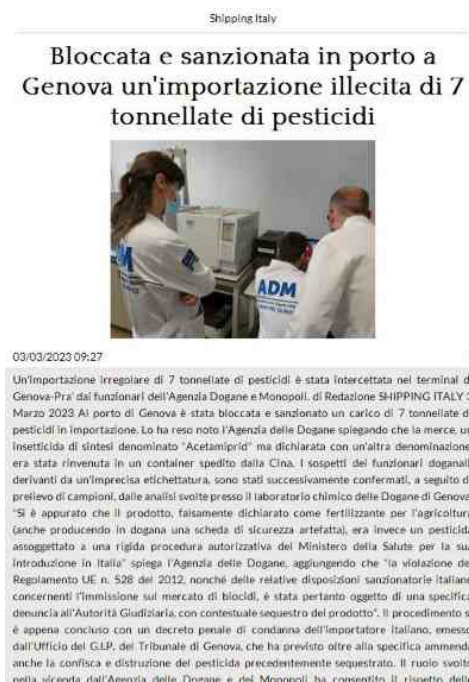 Shipping Italy
Bloccata e sanzionata in porto a
Genova un'importazione illecita di 7
tonnellate di pesticidi
ADM
ADM
03/03/2023 09:27
Un'importazione irregolare di 7 tonnellate di pesticidi è stata intercettata nel terminal d
Genova-Pra' dai funzionari dell'Agenzia Dogane e Monopoli. di Redazione SHIPPING ITALY 3
Marzo 2023 Al porto di Genova è stata bloccata e sanzionato un carico di 7 tonnellate d
pesticidi in importazione. Lo ha reso noto l'Agenzia delle Dogane spiegando che la merce, un
insetticida di sintesi denominato "Acetamiprid" ma dichiarata con un'altra denominazione
era stata rinvenuta in un container spedito dalla Cina. I sospetti dei funzionari doganali
derivanti da un'imprecisa etichettatura, sono stati successivamente confermati, a seguito d
prelievo di campioni, dalle analisi svolte presso il laboratorio chimico delle Dogane di Genova
"Si è appurato che il prodotto, falsamente dichiarato come fertilizzante per l'agricoltura
(anche producendo in dogana una scheda di sicurezza artefatta), era invece un pesticida
assoggettato a una rigida procedura autorizzativa del Ministero della Salute per la sua
introduzione in Italia" spiega l'Agenzia delle Dogane, aggiungendo che "la violazione de
Regolamento UE n. 528 del 2012, nonché delle relative disposizioni sanzionatorie italiane
concernenti l'immissione sul mercato di biocidi, è stata pertanto oggetto di una specifica
denuncia all'Autorità Giudiziaria, con contestuale sequestro del prodotto". Il procedimento s
è appena concluso con un decreto penale di condanna dell'importatore italiano, emesso
dall'Ufficio del G.I.P. del Tribunale di Genova, che ha previsto oltre alla specifica ammenda
anche la confisca e distruzione del pesticida precedentemente sequestrato. Il ruolo svolto
nella vicenda dall'Agenzia delle Dogane e dei Monopoli ha consentito il rispetto delle